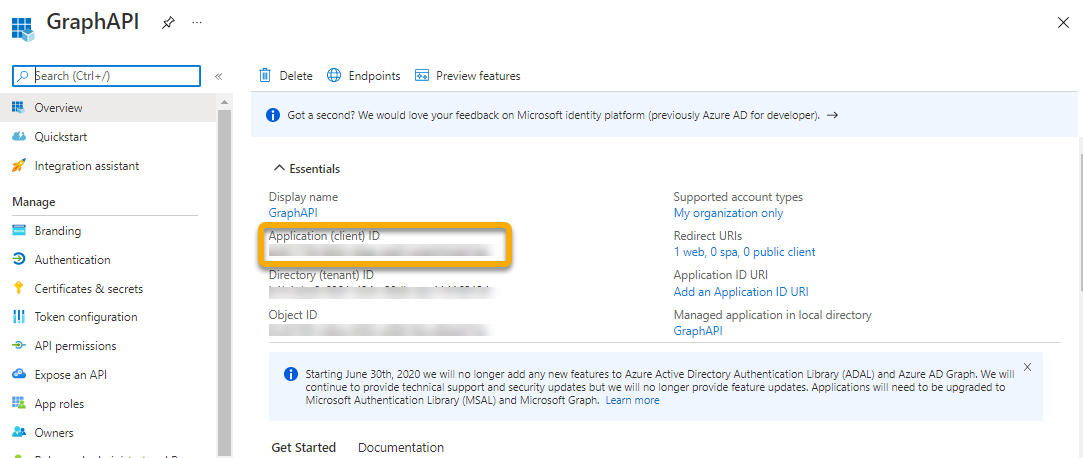 GraphAPI
Search (Ctrl+/)
Overview
Quickstart
Integration assistant
Manage
Branding
Authentication
Certificates & secrets
Token configuration
API permissions
Expose an API
App roles
Owners
Delete
Endpoints
Preview features
Got a second? We would love your feedback on Microsoft identity platform (previously Azure AD for developer).
Essentials
Display name
GraphAPI
Application (client) ID
Directory (tenant) ID
Object ID
Supported account types
My organization only
Redirect URIs
1 web, 0 spa, 0 public client
Application ID URI
Add an Application ID URI
Managed application in local directory
GraphAPI
Starting June 30th, 2020 we will no longer add any new features to Azure Active Directory Authentication Library (ADAL) and Azure AD Graph. We will
continue to provide technical support and security updates but we will no longer provide feature updates. Applications will need to be upgraded to
Microsoft Authentication Library (MSAL) and Microsoft Graph. Learn more
Get Started
Documentation